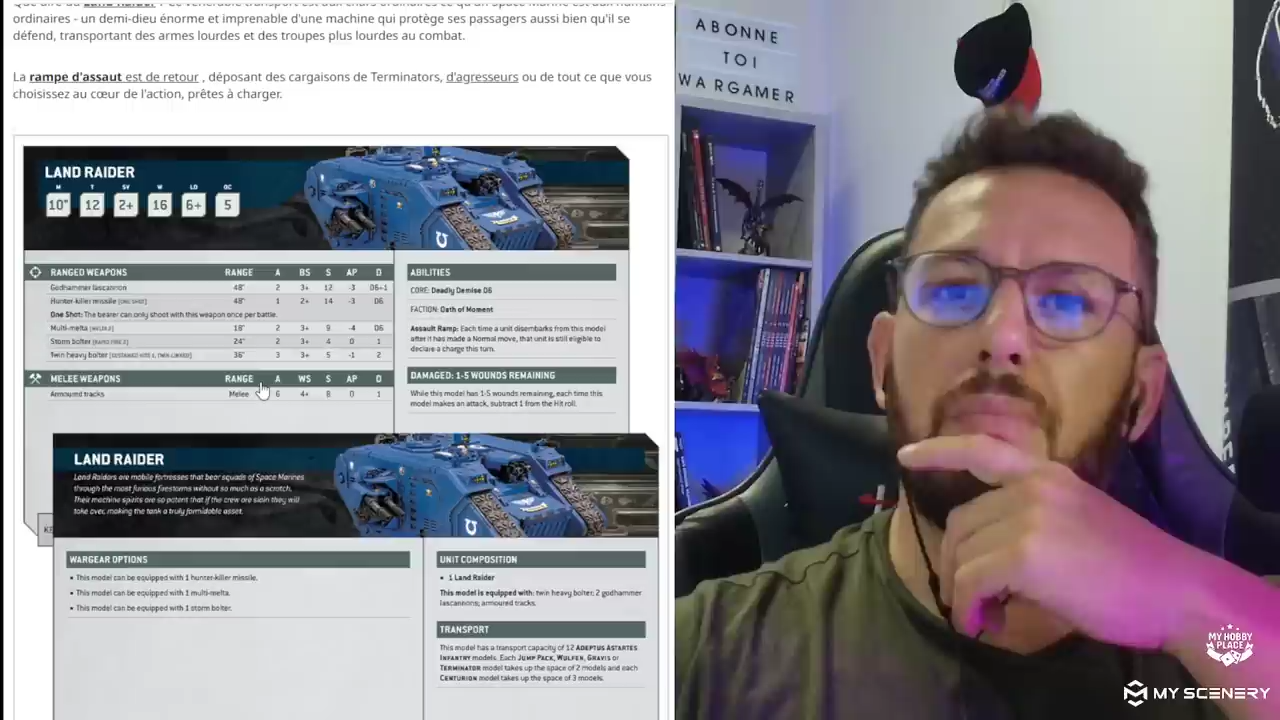 ordinaires - un demi-dieu énorme et imprenable d'une machine qui protège ses passagers aussi bien qu'il se
défend, transportant des armes lourdes et des troupes plus lourdes au combat.
La rampe d'assaut est de retour , déposant des cargaisons de Terminators, d'agresseurs ou de tout ce que vous
choisissez au cœur de l'action, prêtes à charger.
LAND RAIDER
M T SV W LD OC
10" 12 2+ 16 6+ 5
RANGED WEAPONS RANGE A BS S AP D
Godhammer lascannon 48" 2 3+ 12 -3 D6+1
Hunter-killer missile [ONE SHOT] 48" 1 2+ 14 -3 D6
One Shot: The bearer can only shoot with this weapon once per battle.
Multi-melta [MELTA 2] 18" 2 3+ 9 -4 D6
Storm bolter [RAPID FIRE 2] 24" 2 3+ 4 0 1
Twin heavy bolter [SUSTAINED HITS 1, TWIN-LINKED] 36" 3 3+ 5 -1 2
MELEE WEAPONS RANGE A WS S AP D
Armoured tracks Melee 6 4+ 8 0 1
ABILITIES
CORE: Deadly Demise D6
FACTION: Oath of Moment
Assault Ramp: Each time a unit disembarks from this model
after it has made a Normal move, that unit is still eligible to
declare a charge this turn.
DAMAGED: 1-5 WOUNDS REMAINING
While this model has 1-5 wounds remaining, each time this
model makes an attack, subtract 1 from the Hit roll.
KE
LAND RAIDER
Land Raiders are mobile fortresses that bear squads of Space Marines
through the most furious firestorms without so much as a scratch.
Their machine spirits are so potent that if the crew are slain they will
take over, making the tank a truly formidable asset.
WARGEAR OPTIONS
• This model can be equipped with 1 hunter-killer missile.
• This model can be equipped with 1 multi-melta.
• This model can be equipped with 1 storm bolter.
UNIT COMPOSITION
• 1 Land Raider
This model is equipped with: twin heavy bolter; 2 godhammer
lascannons; armoured tracks.
TRANSPORT
This model has a transport capacity of 12 ADEPTUS ASTARTES
INFANTRY models. Each JUMP PACK, WULFEN, GRAVIS or
TERMINATOR model takes up the space of 2 models and each
CENTURION model takes up the space of 3 models.
ABONNE
TOI
WARGAMER
MY HOBBY
PLACE
MY SCENERY